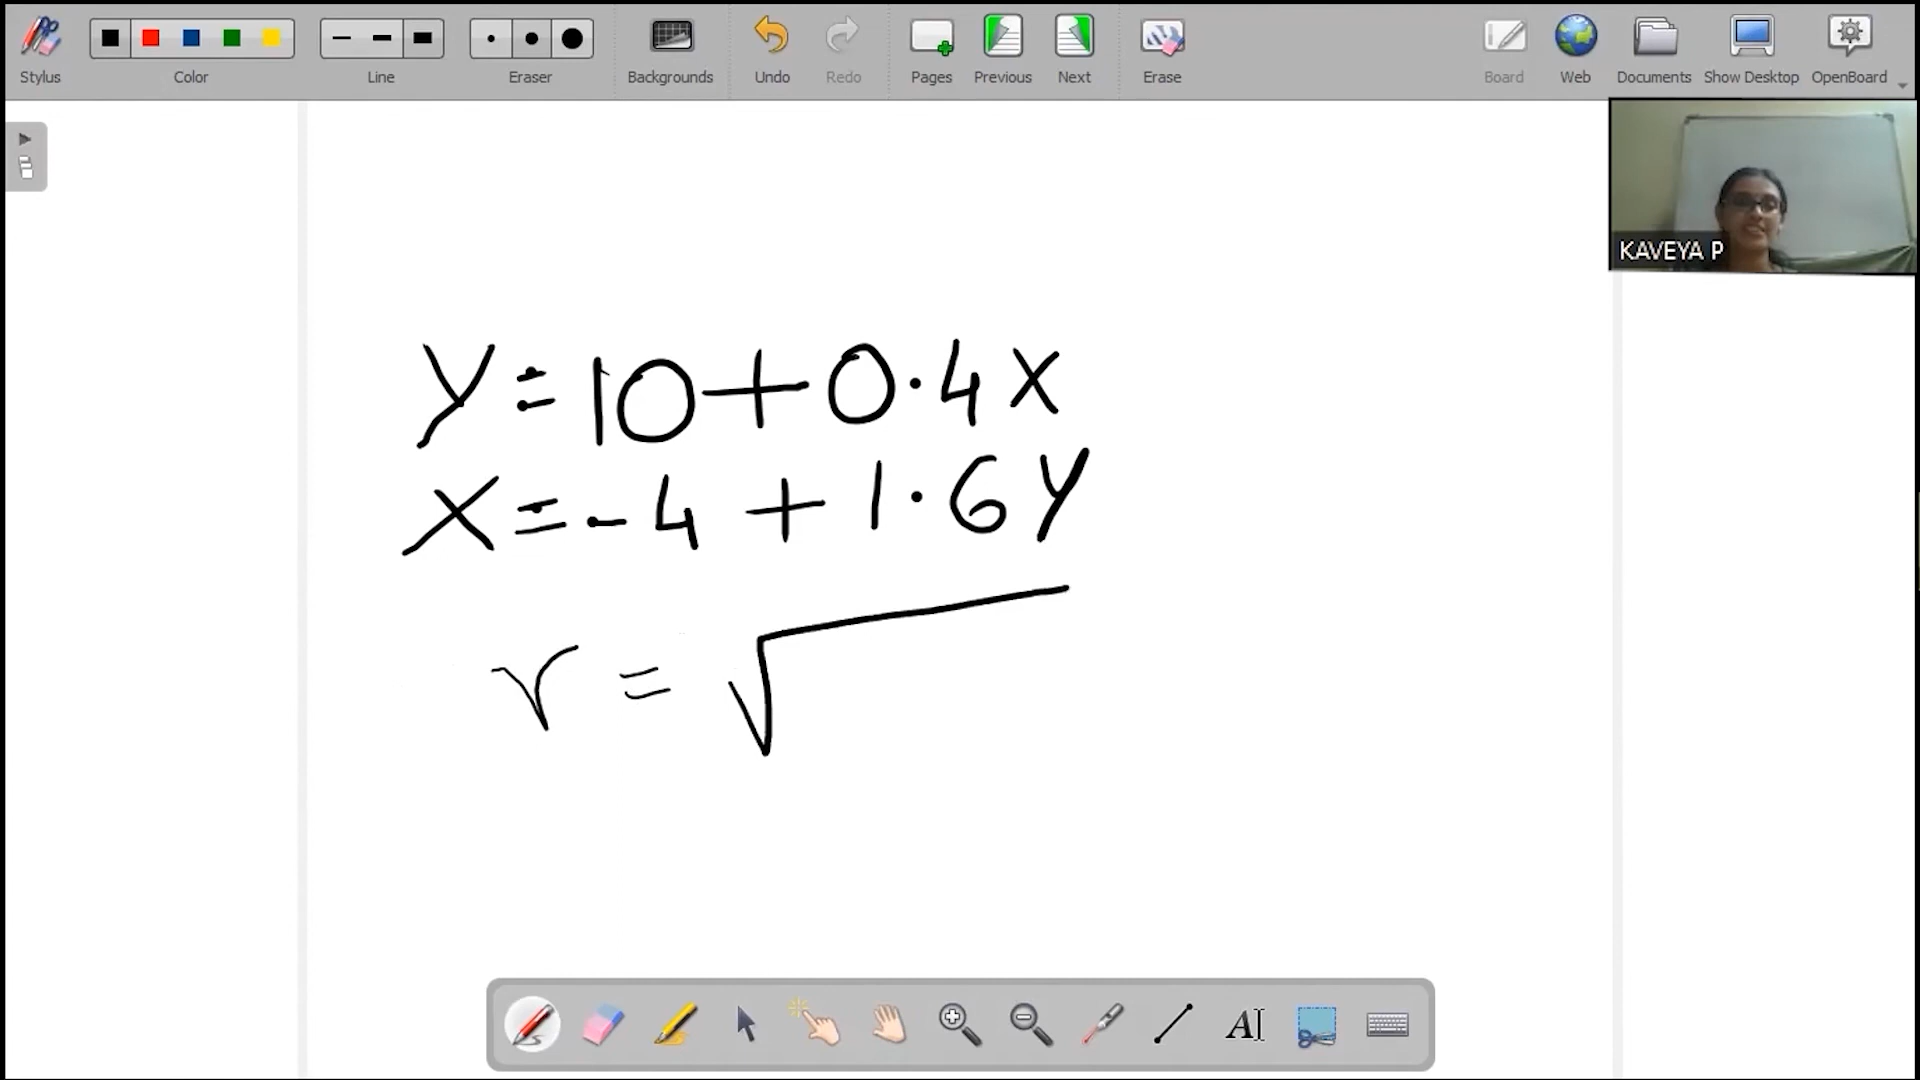 Stylus Color Line Eraser Backgrounds Undo Redo Pages Previous Next Erase Board Web Documents Show Desktop OpenBoard
KAVEYA P
y = 10 + 0.4x
x = - 4 + 1.6y
r = √